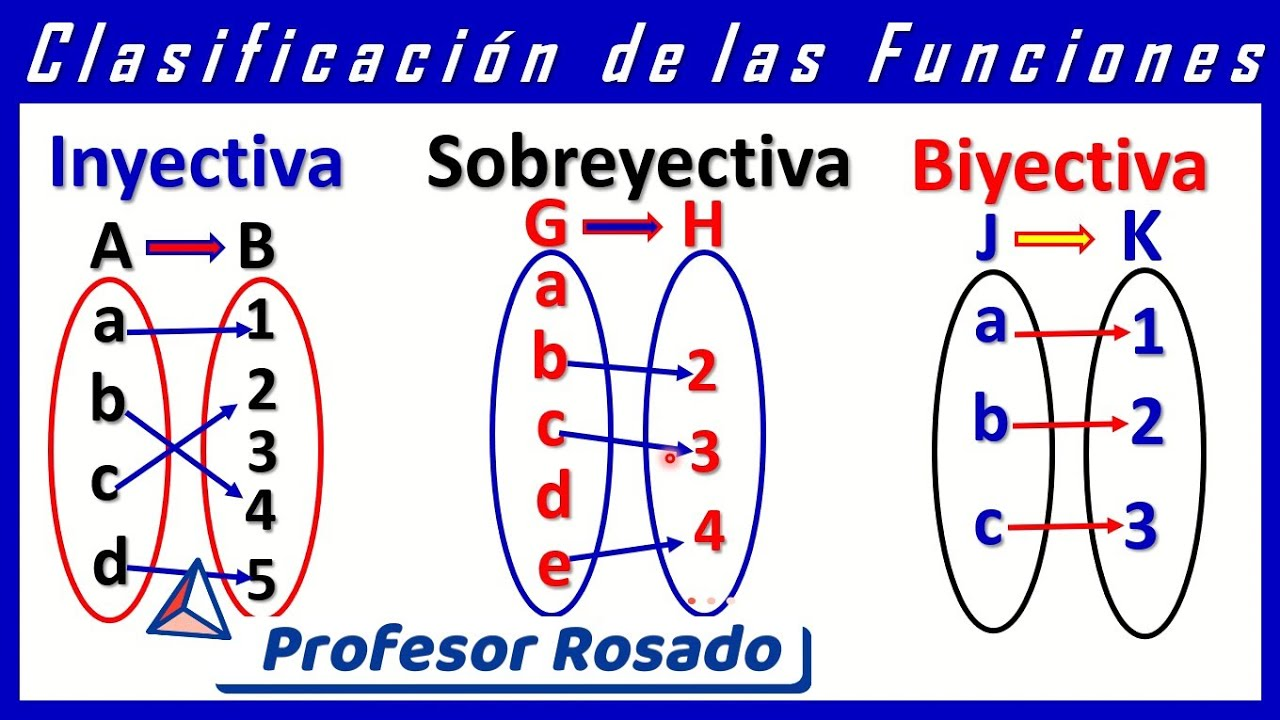 Clasificación de las Funciones
Inyectiva
A B
a 1
b 2
c 3
4
d 5
Sobreyectiva
G H
a
b 2
c 3
d 4
e
Biyectiva
J K
a 1
b 2
c 3
Profesor Rosado